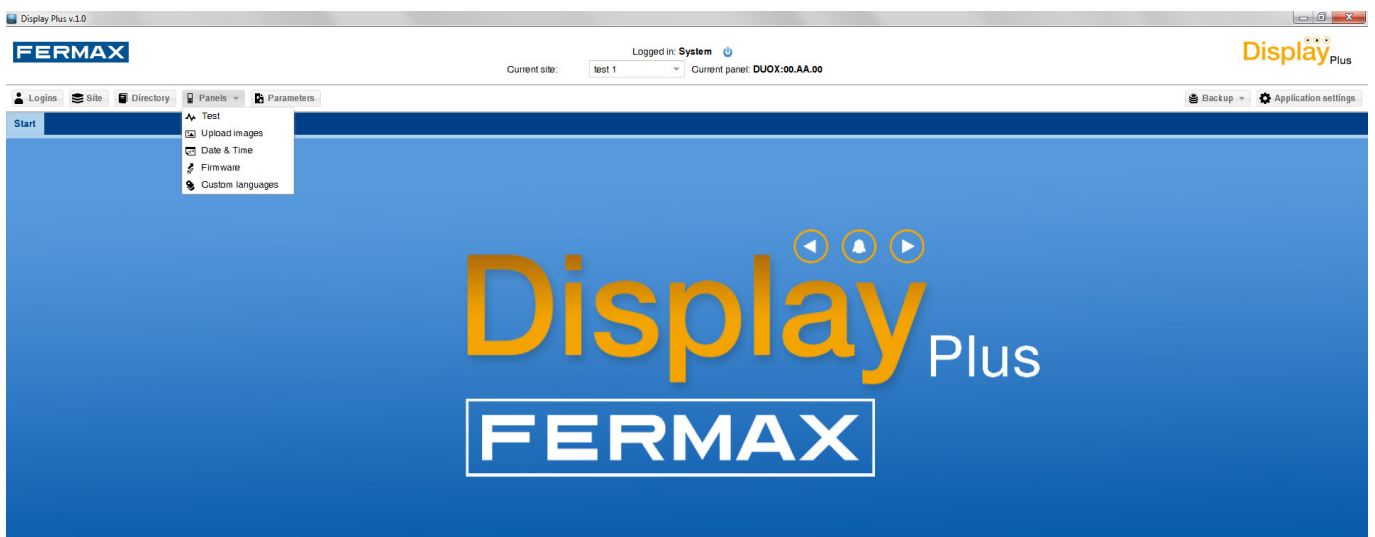 Display Plus v.1.0
FERMAX
Logged in: System
Display Plus
Current site: test 1 Current panel: DUOX:00.AA.00
Logins Site Directory Panels Parameters Backup Application settings
Start
Test
Upload images
Date & Time
Firmware
Custom languages
Display Plus
FERMAX